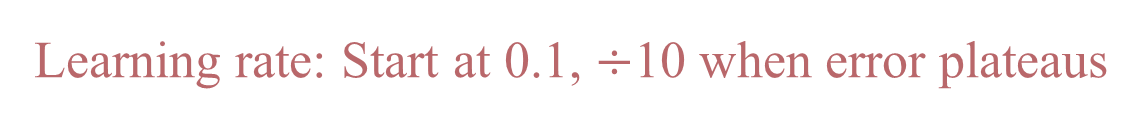 Learning rate: Start at 0.1, ÷10 when error plateaus